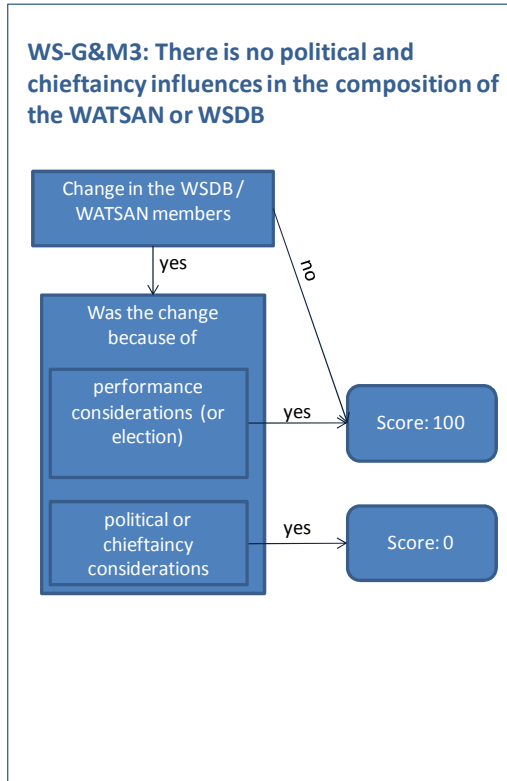 WS-G&M3: There is no political and
chieftaincy influences in the composition of
the WATSAN or WSDB
Change in the WSDB /
WATSAN members
yes
no
Was the change
because of
performance
considerations (or
election)
yes
Score: 100
political or
chieftaincy
considerations
yes
Score: 0